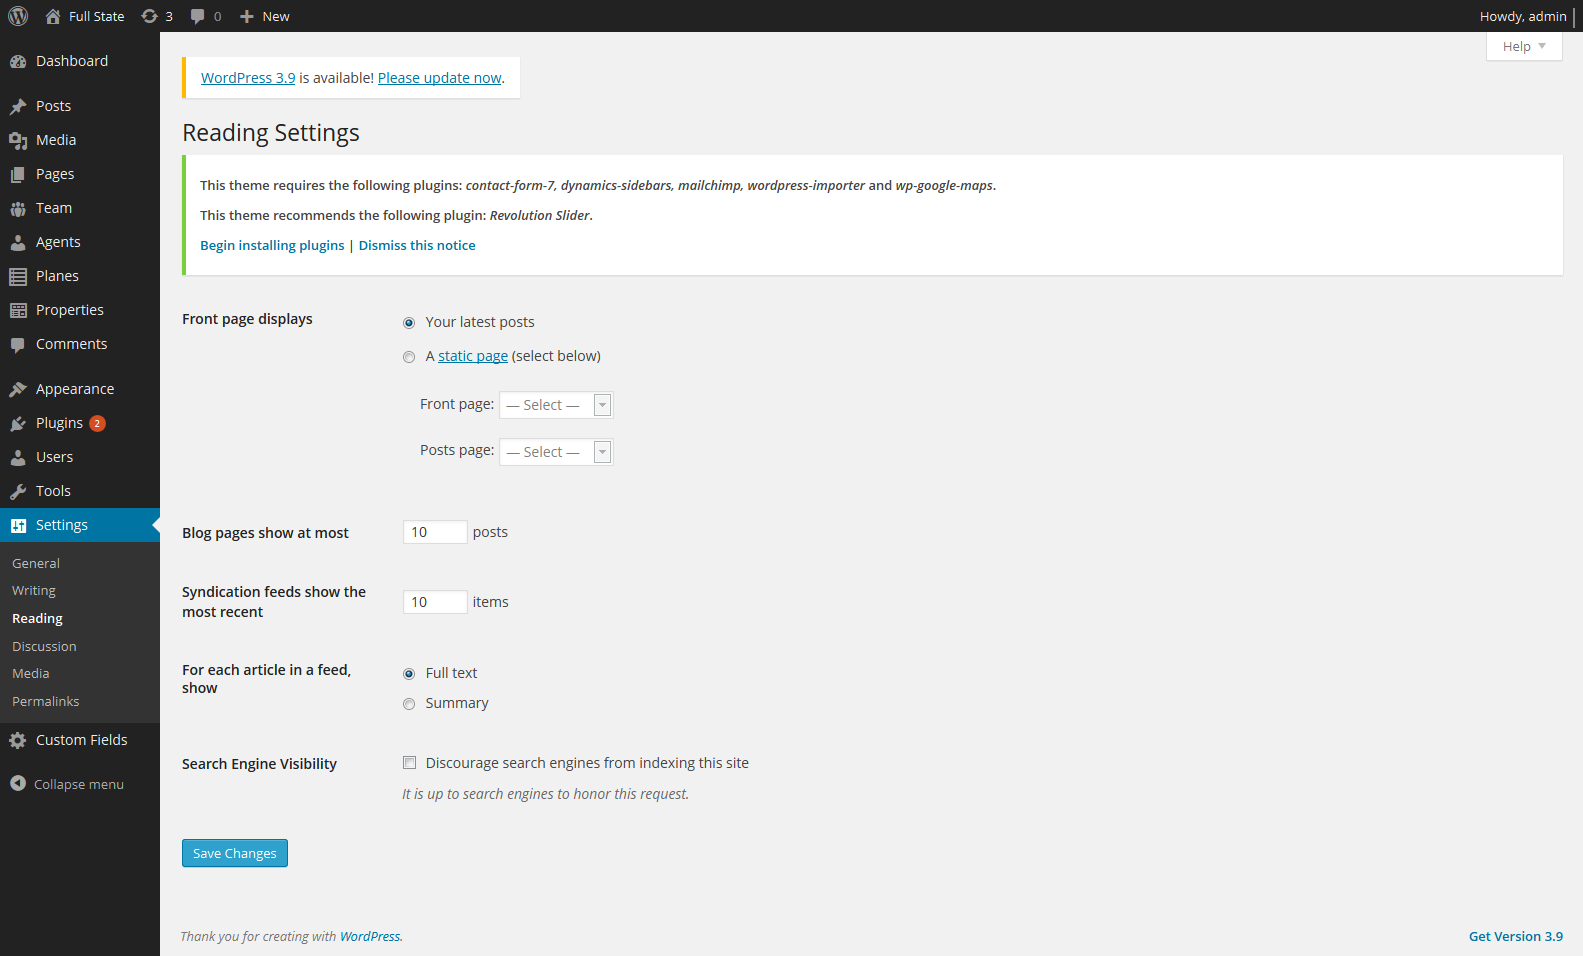 Full State 3 0 New Howdy, admin
Help
Dashboard
Posts
Media
Pages
Team
Agents
Planes
Properties
Comments
Appearance
Plugins 2
Users
Tools
Settings
General
Writing
Reading
Discussion
Media
Permalinks
Custom Fields
Collapse menu
WordPress 3.9 is available! Please update now.
Reading Settings
This theme requires the following plugins: contact-form-7, dynamics-sidebars, mailchimp, wordpress-importer and wp-google-maps.
This theme recommends the following plugin: Revolution Slider.
Begin installing plugins | Dismiss this notice
Front page displays
Your latest posts
A static page (select below)
Front page: — Select —
Posts page: — Select —
Blog pages show at most 10 posts
Syndication feeds show the
most recent
10 items
For each article in a feed,
show
Full text
Summary
Search Engine Visibility
Discourage search engines from indexing this site
It is up to search engines to honor this request.
Save Changes
Thank you for creating with WordPress.
Get Version 3.9